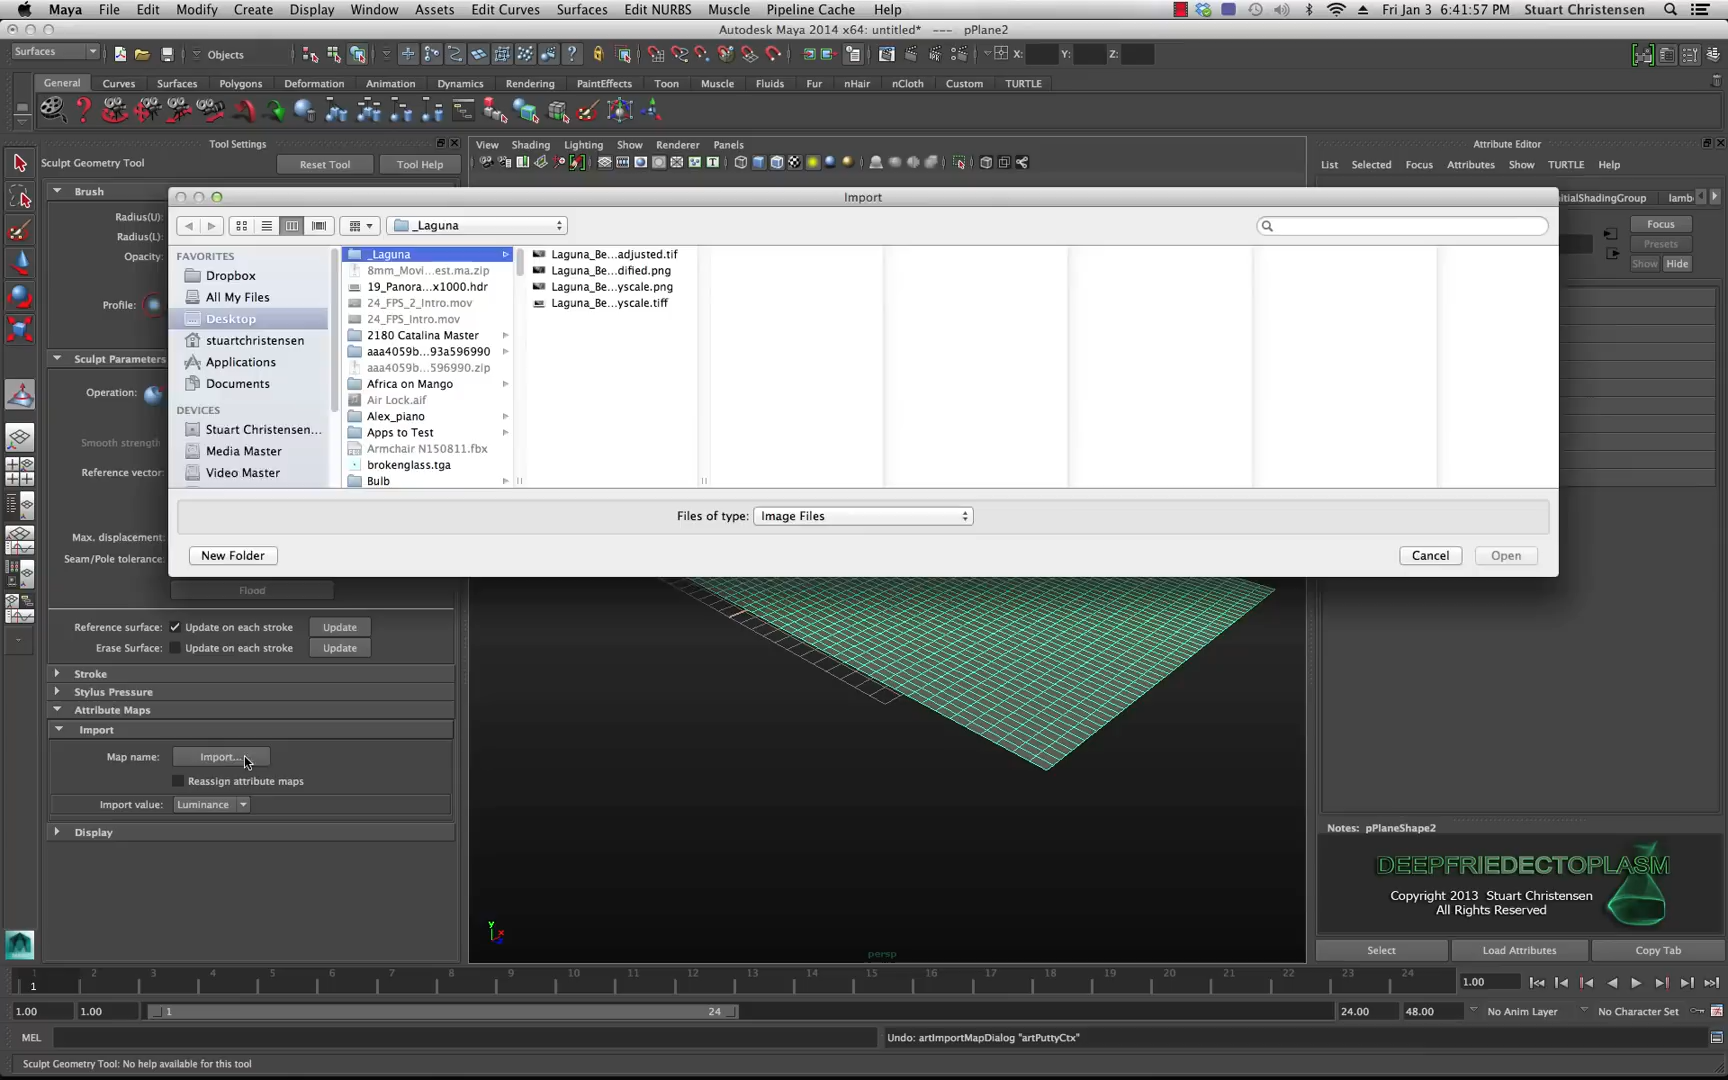 Maya File Edit Modify Create Display Window Assets Edit Curves Surfaces Edit NURBS Muscle Pipeline Cache Help Fri Jan 3 6:41:57 PM Stuart Christensen
Autodesk Maya 2014 x64: untitled* --- pPlane2
Surfaces Objects X: Y: Z:
General Curves Surfaces Polygons Deformation Animation Dynamics Rendering PaintEffects Toon Muscle Fluids Fur nHair nCloth Custom TURTLE
Tool Settings
Sculpt Geometry Tool Reset Tool Tool Help
Brush
Radius(U):
Radius(L):
Opacity:
Profile:
Sculpt Parameters
Operation:
Smooth strength
Reference vector:
Max. displacement:
Seam/Pole tolerance:
Flood
Reference surface: Update on each stroke Update
Erase Surface: Update on each stroke Update
Stroke
Stylus Pressure
Attribute Maps
Import
Map name: Import...
Reassign attribute maps
Import value: Luminance
Display
View Shading Lighting Show Renderer Panels
Import
_Laguna
FAVORITES
Dropbox
All My Files
Desktop
stuartchristensen
Applications
Documents
DEVICES
Stuart Christensen...
Media Master
Video Master
_Laguna
8mm_Movi...est.ma.zip
19_Panora...x1000.hdr
24_FPS_2_Intro.mov
24_FPS_Intro.mov
2180 Catalina Master
aaa4059b...93a596990
aaa4059b...596990.zip
Africa on Mango
Air Lock.aif
Alex_piano
Apps to Test
Armchair N150811.fbx
brokenglass.tga
Bulb
Laguna_Be...adjusted.tif
Laguna_Be...dified.png
Laguna_Be...yscale.png
Laguna_Be...yscale.tiff
Files of type: Image Files
New Folder Cancel Open
Attribute Editor
List Selected Focus Attributes Show TURTLE Help
itialShadingGroup lamb
Focus
Presets
Show Hide
Notes: pPlaneShape2
DEEPFRIEDECTOPLASM
Copyright 2013 Stuart Christensen
All Rights Reserved
Select Load Attributes Copy Tab
y
x
persp
1 2 3 4 5 6 7 8 9 10 11 12 13 14 15 16 17 18 19 20 21 22 23 24
1 1.00
1.00 1.00 1 24 24.00 48.00 No Anim Layer No Character Set
MEL Undo: artImportMapDialog "artPuttyCtx"
Sculpt Geometry Tool: No help available for this tool